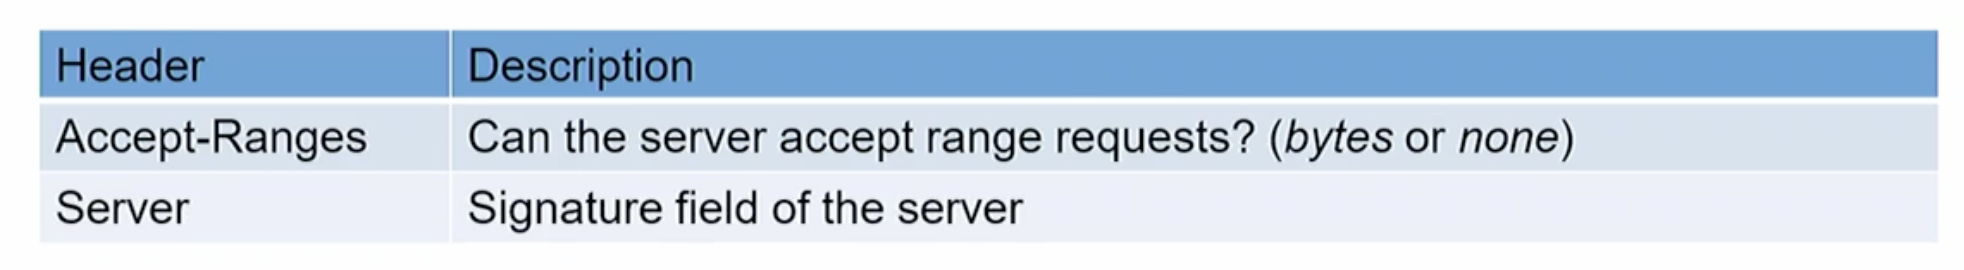 Header Description
Accept-Ranges Can the server accept range requests? (bytes or none)
Server Signature field of the server